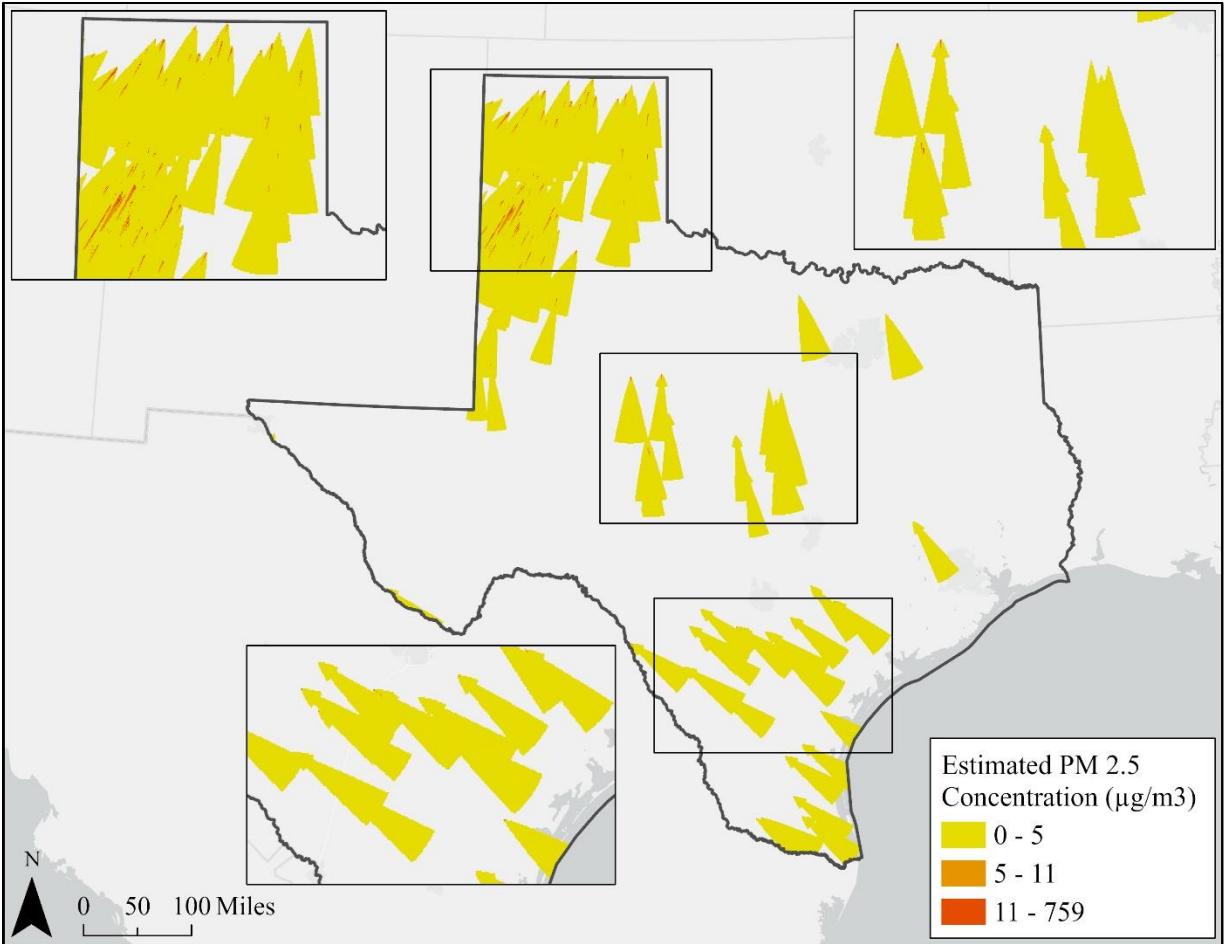 Estimated PM 2.5
Concentration (µg/m3)
0 - 5
5 - 11
11 - 759
N
0 50 100 Miles